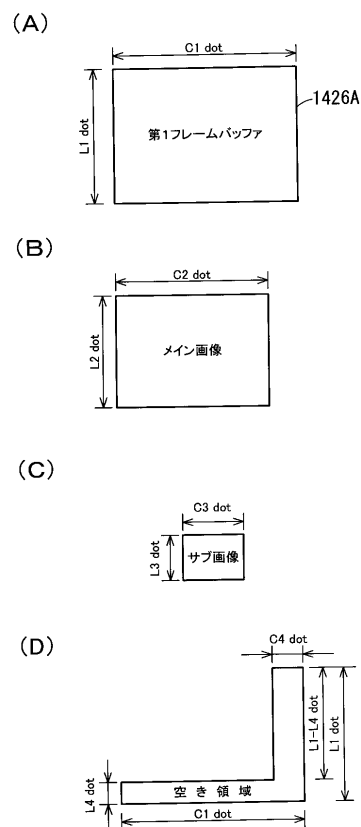 (A)
C1 dot
1426A
L1 dot
第1フレームバッファ
(B)
C2 dot
L2 dot
メイン画像
(C)
C3 dot
L3 dot
サブ画像
(D)
C4 dot
L1-L4 dot
L1 dot
L4 dot
空き領域
C1 dot